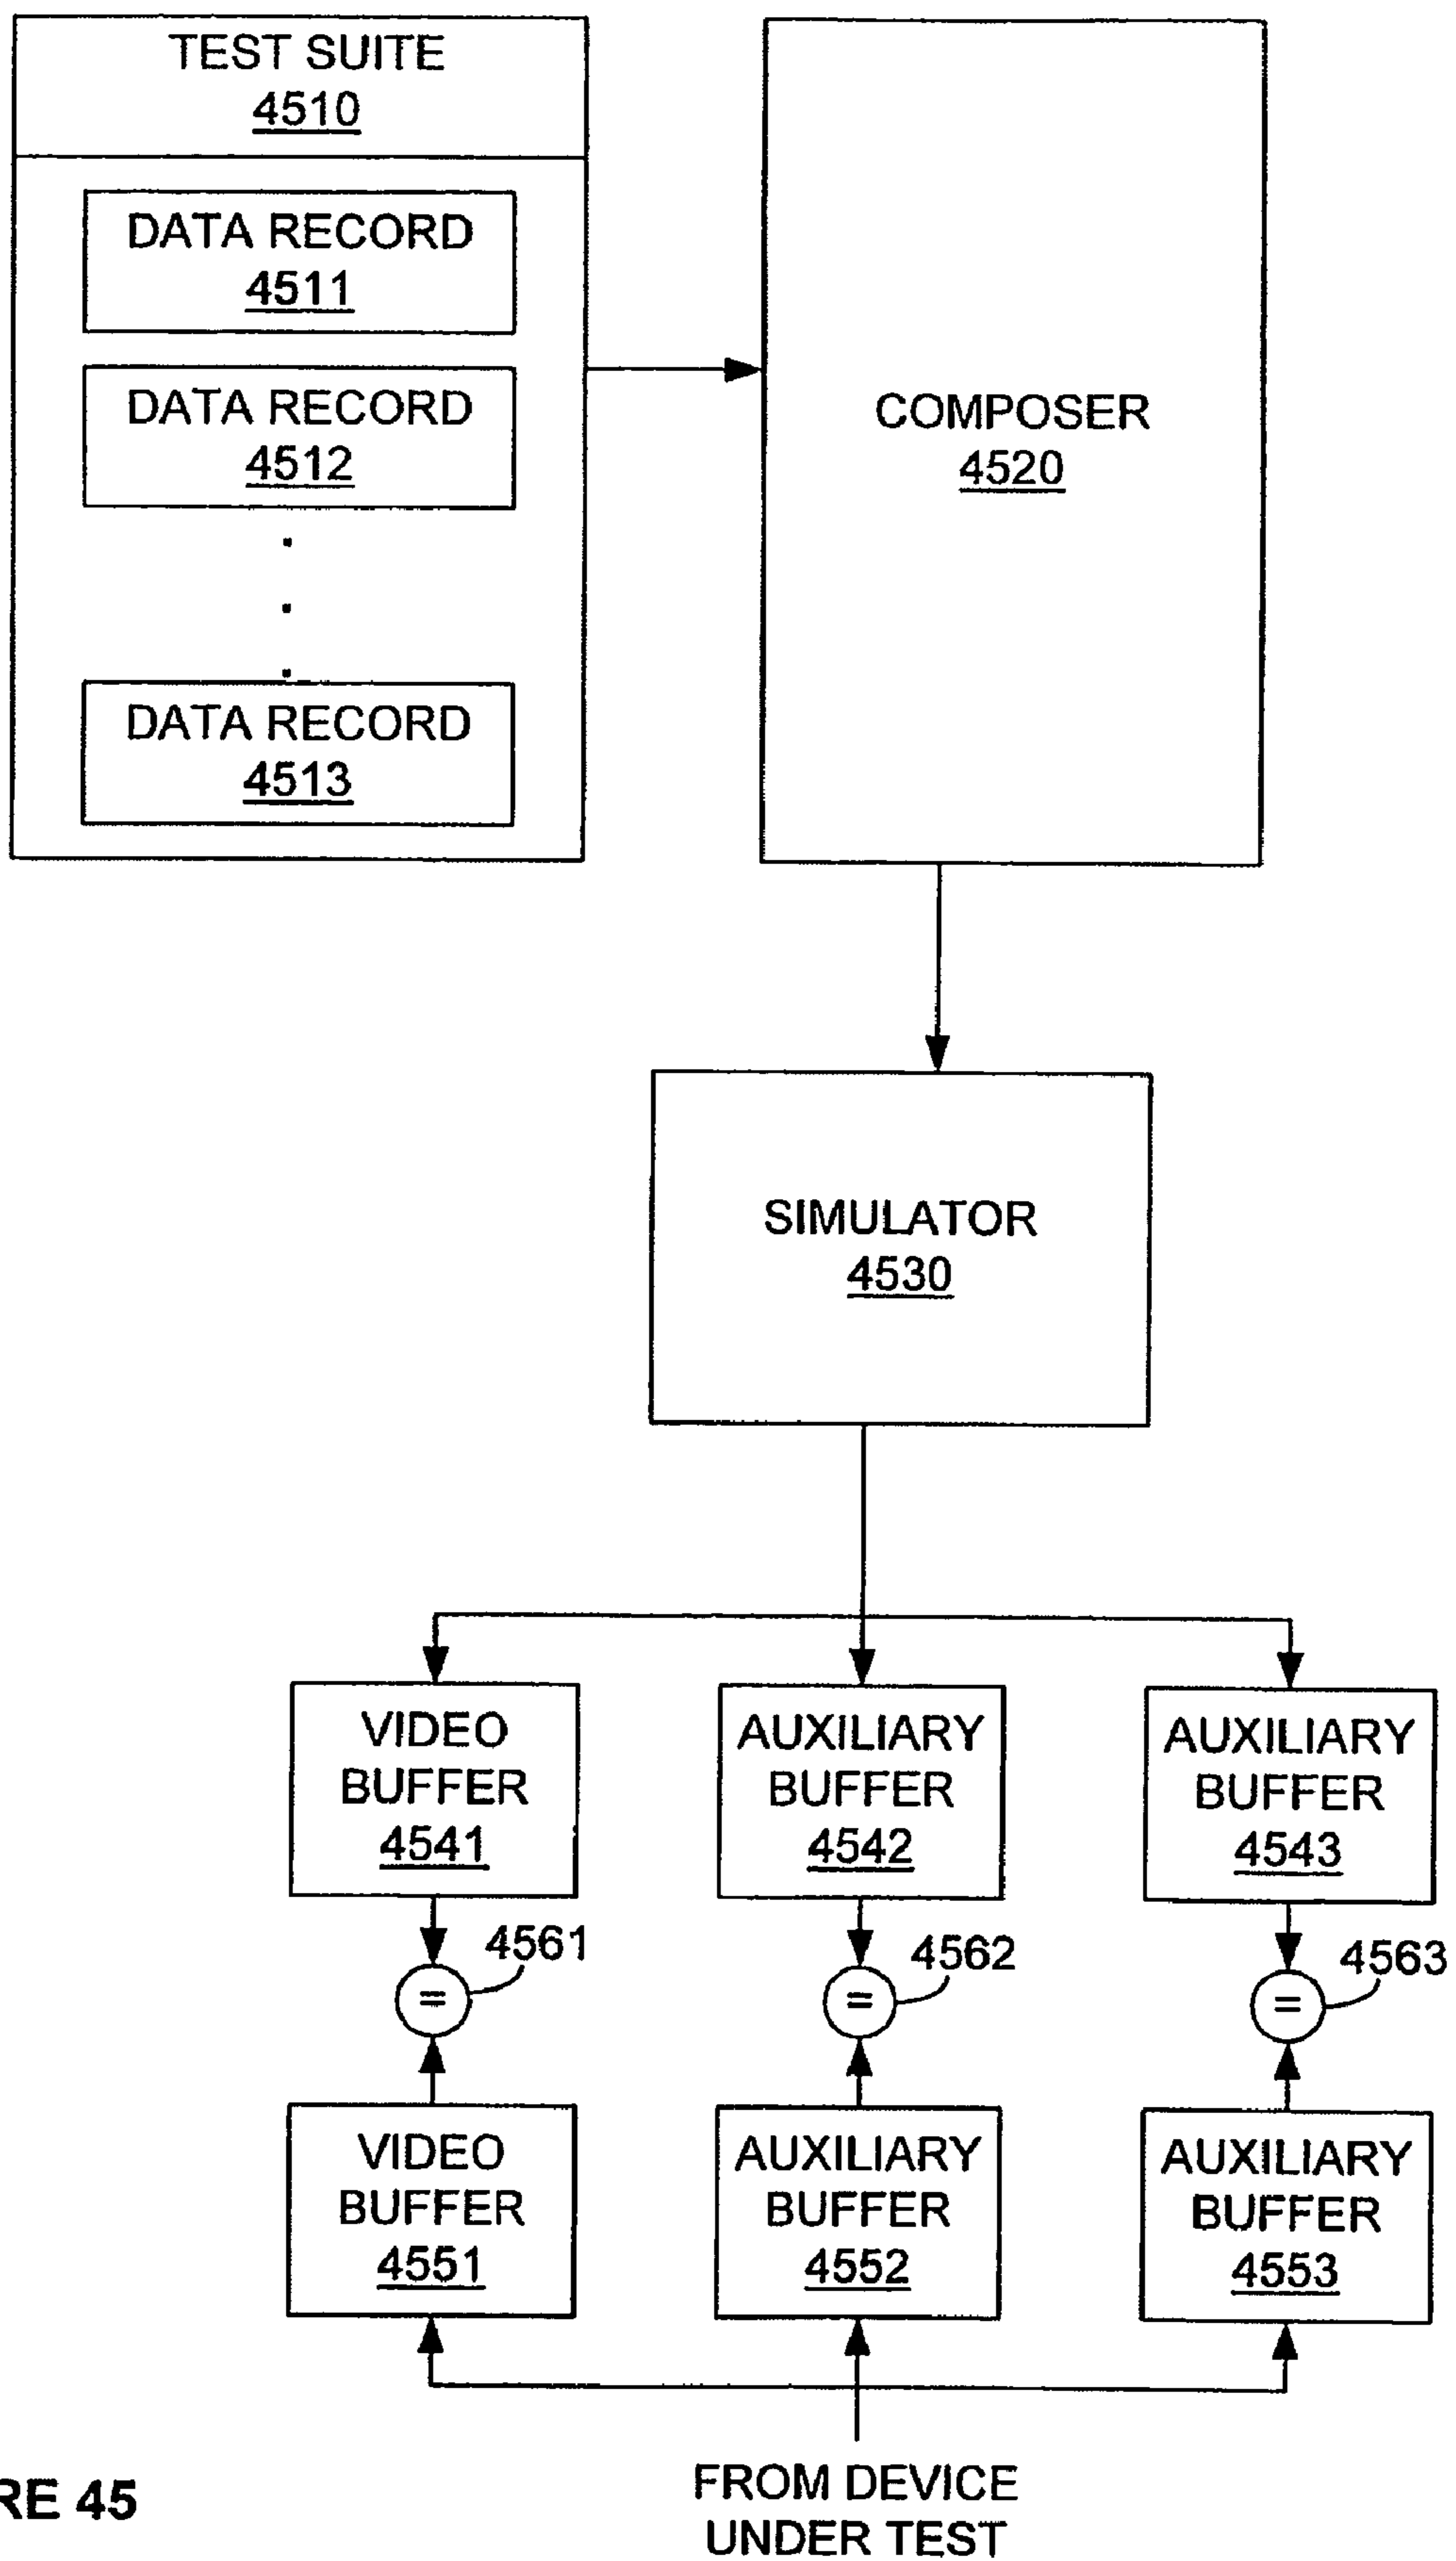 TEST SUITE
4510
DATA RECORD
4511
DATA RECORD
4512
DATA RECORD
4513
COMPOSER
4520
SIMULATOR
4530
VIDEO
BUFFER
4541
AUXILIARY
BUFFER
4542
AUXILIARY
BUFFER
4543
= 4561
= 4562
= 4563
VIDEO
BUFFER
4551
AUXILIARY
BUFFER
4552
AUXILIARY
BUFFER
4553
FROM DEVICE
UNDER TEST
RE 45